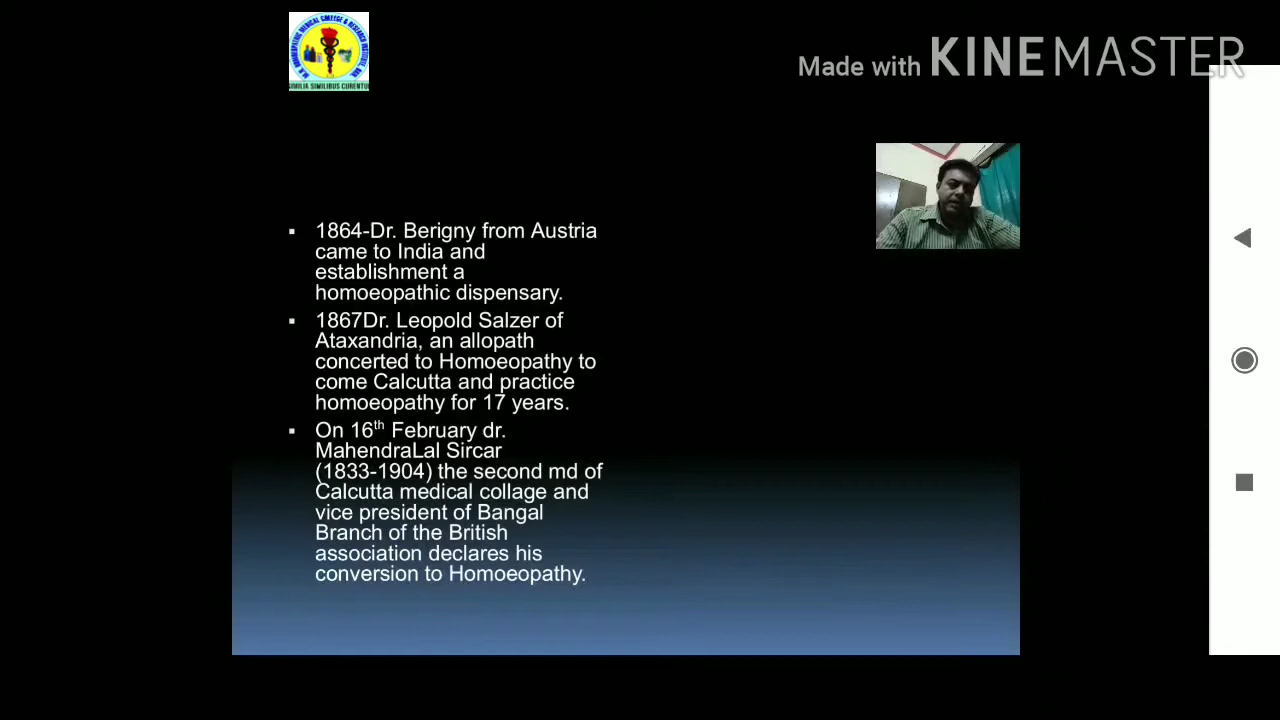 Made with KINEMASTER
SIMILIA SIMILIBUS CURENTUR
▪ 1864-Dr. Berigny from Austria
came to India and
establishment a
homoeopathic dispensary.
▪ 1867Dr. Leopold Salzer of
Ataxandria, an allopath
concerted to Homoeopathy to
come Calcutta and practice
homoeopathy for 17 years.
▪ On 16th February dr.
MahendraLal Sircar
(1833-1904) the second md of
Calcutta medical collage and
vice president of Bangal
Branch of the British
association declares his
conversion to Homoeopathy.